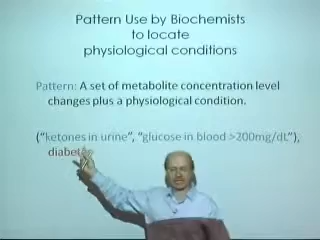 Pattern Use by Biochemists
to locate
physiological conditions
Pattern: A set of metabolite concentration level
changes plus a physiological condition.
("ketones in urine", "glucose in blood >200mg/dL"),